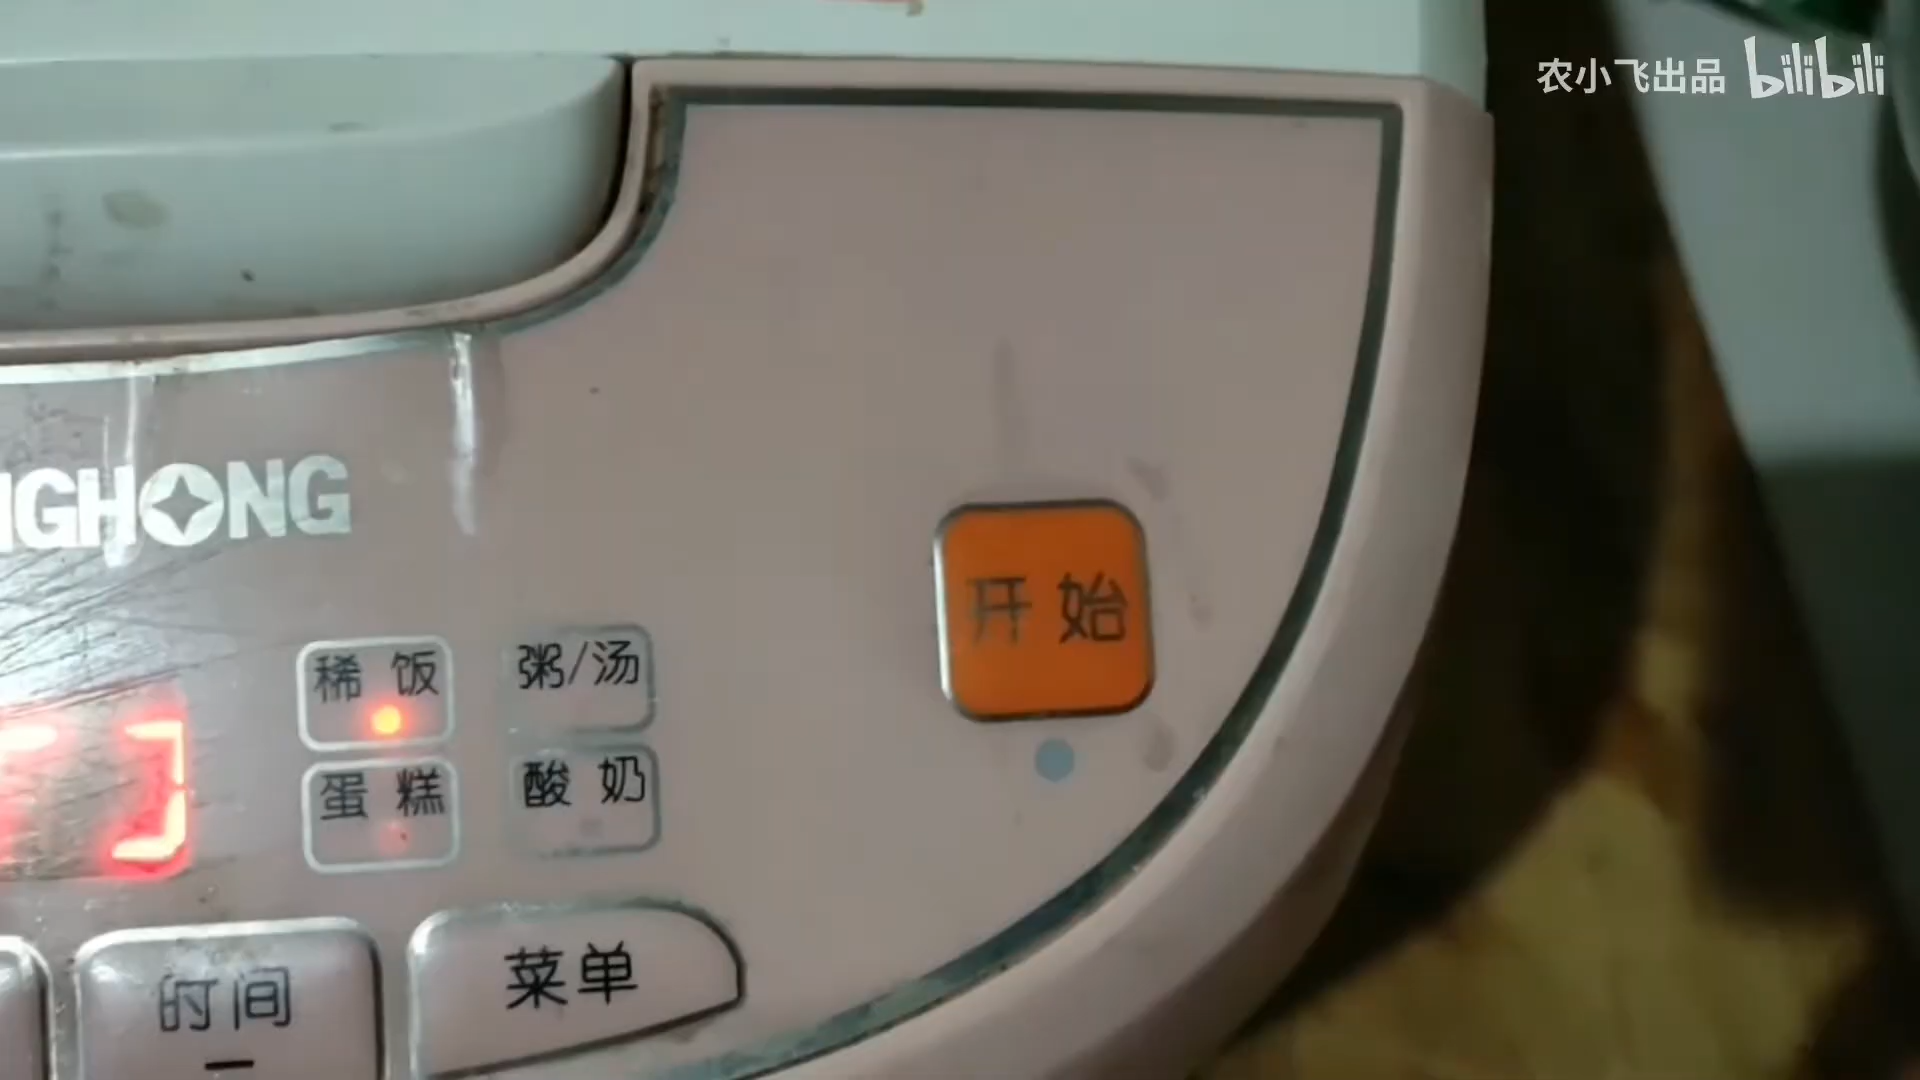 农小飞出品 bilibili
NGHONG
稀饭 粥/汤
蛋糕 酸奶
开始
时间 菜单